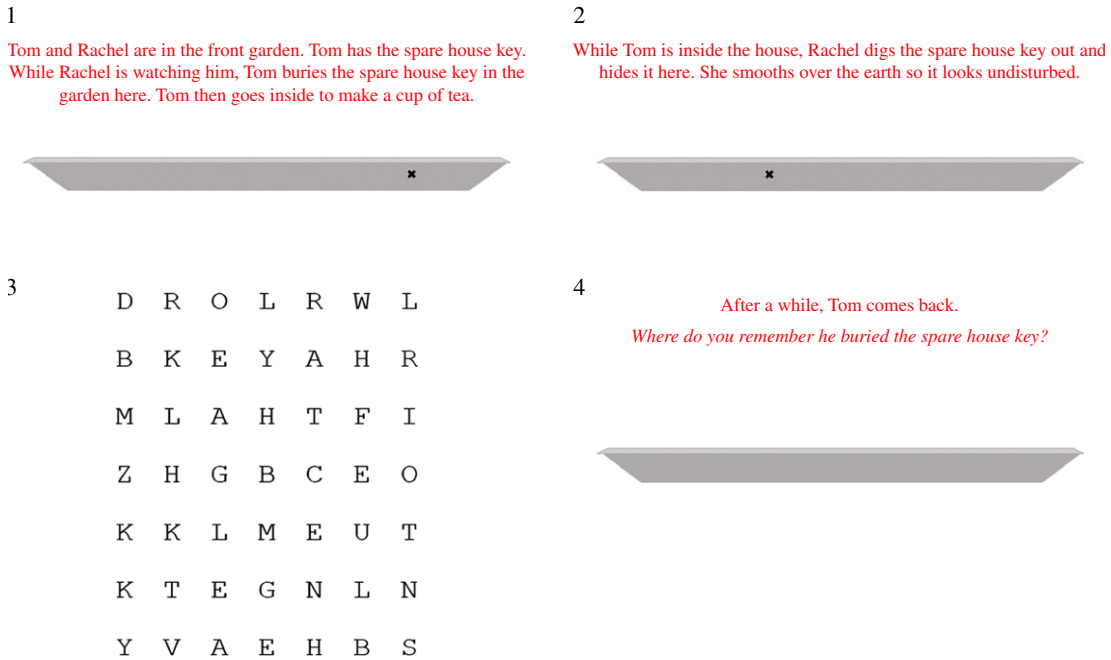 1
Tom and Rachel are in the front garden. Tom has the spare house key.
While Rachel is watching him, Tom buries the spare house key in the
garden here. Tom then goes inside to make a cup of tea.
2
While Tom is inside the house, Rachel digs the spare house key out and
hides it here. She smooths over the earth so it looks undisturbed.
3
D R O L R W L
B K E Y A H R
M L A H T F I
Z H G B C E O
K K L M E U T
K T E G N L N
Y V A E H B S
4
After a while, Tom comes back.
Where do you remember he buried the spare house key?